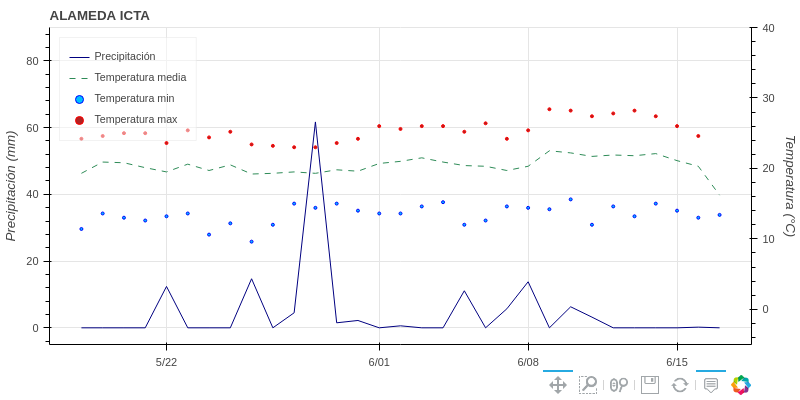 ALAMEDA ICTA
Precipitación
Temperatura media
Temperatura min
Temperatura max
Precipitación (mm)
80
60
40
20
0
40
30
20
10
0
Temperatura (°C)
5/22
6/01
6/08
6/15